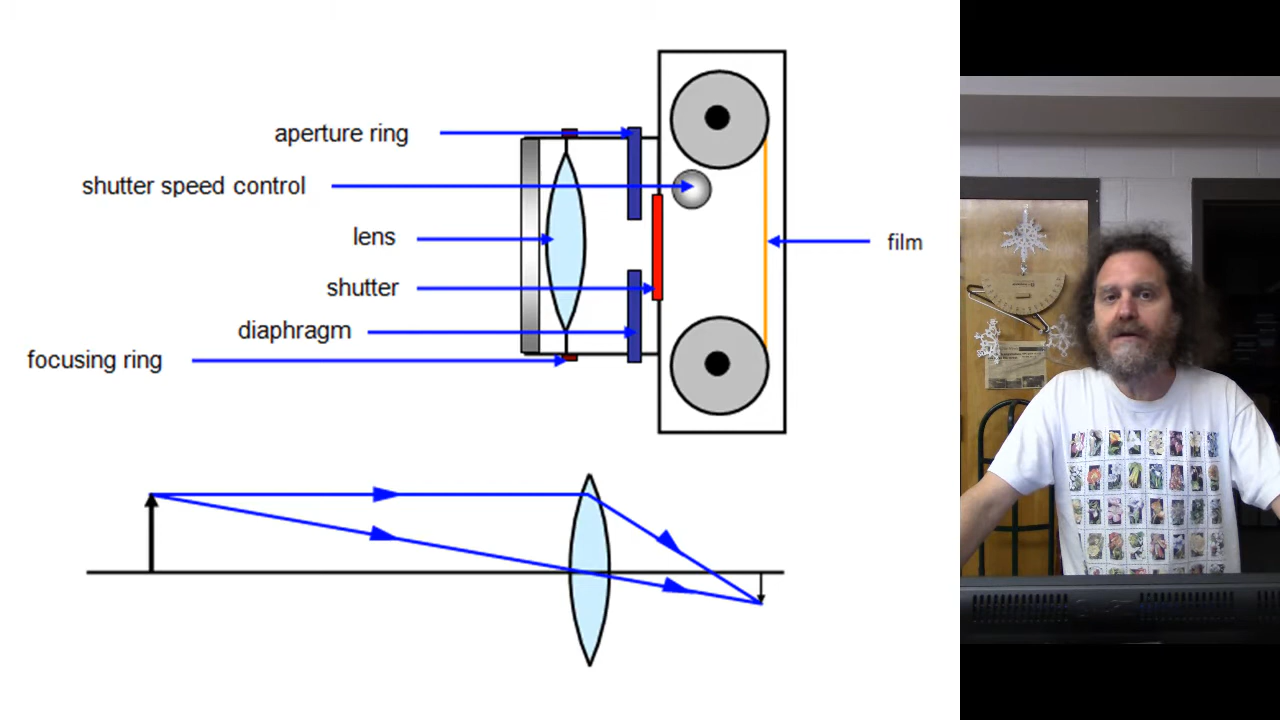 aperture ring
shutter speed control
lens
film
shutter
diaphragm
focusing ring